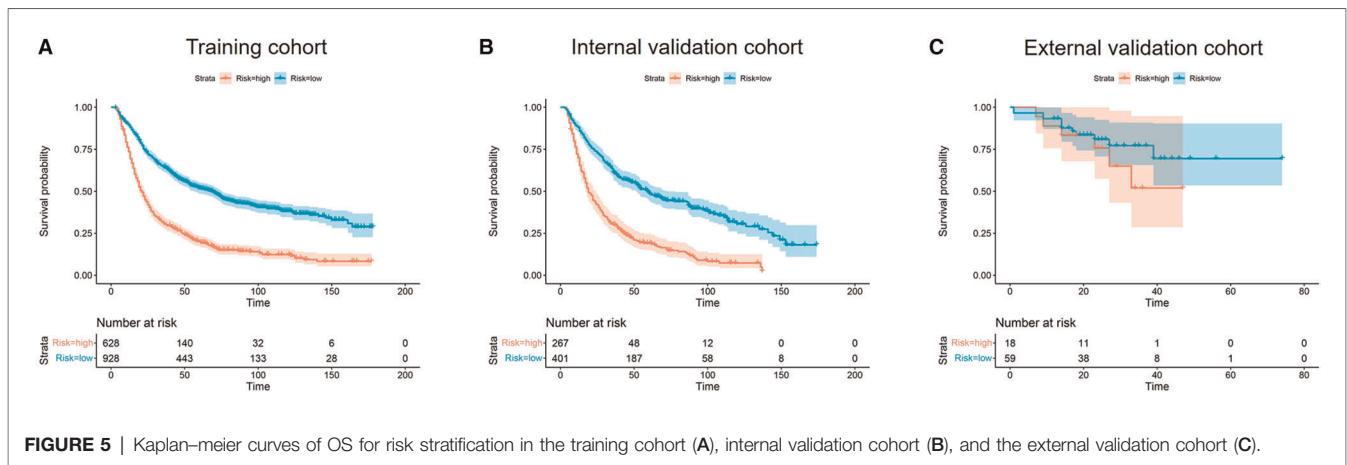 A Training cohort
Strata Risk=high Risk=low
1.00
0.75
0.50
0.25
0.00
Survival probability
0 50 100 150 200
Time
Number at risk
Strata
Risk=high 628 140 32 6 0
Risk=low 928 443 133 28 0
0 50 100 150 200
Time
B Internal validation cohort
Strata Risk=high Risk=low
1.00
0.75
0.50
0.25
0.00
Survival probability
0 50 100 150 200
Time
Number at risk
Strata
Risk=high 267 48 12 0 0
Risk=low 401 187 58 8 0
0 50 100 150 200
Time
C External validation cohort
Strata Risk=high Risk=low
1.00
0.75
0.50
0.25
0.00
Survival probability
0 20 40 60 80
Time
Number at risk
Strata
Risk=high 18 11 1 0 0
Risk=low 59 38 8 1 0
0 20 40 60 80
Time
FIGURE 5 | Kaplan–meier curves of OS for risk stratification in the training cohort (A), internal validation cohort (B), and the external validation cohort (C).